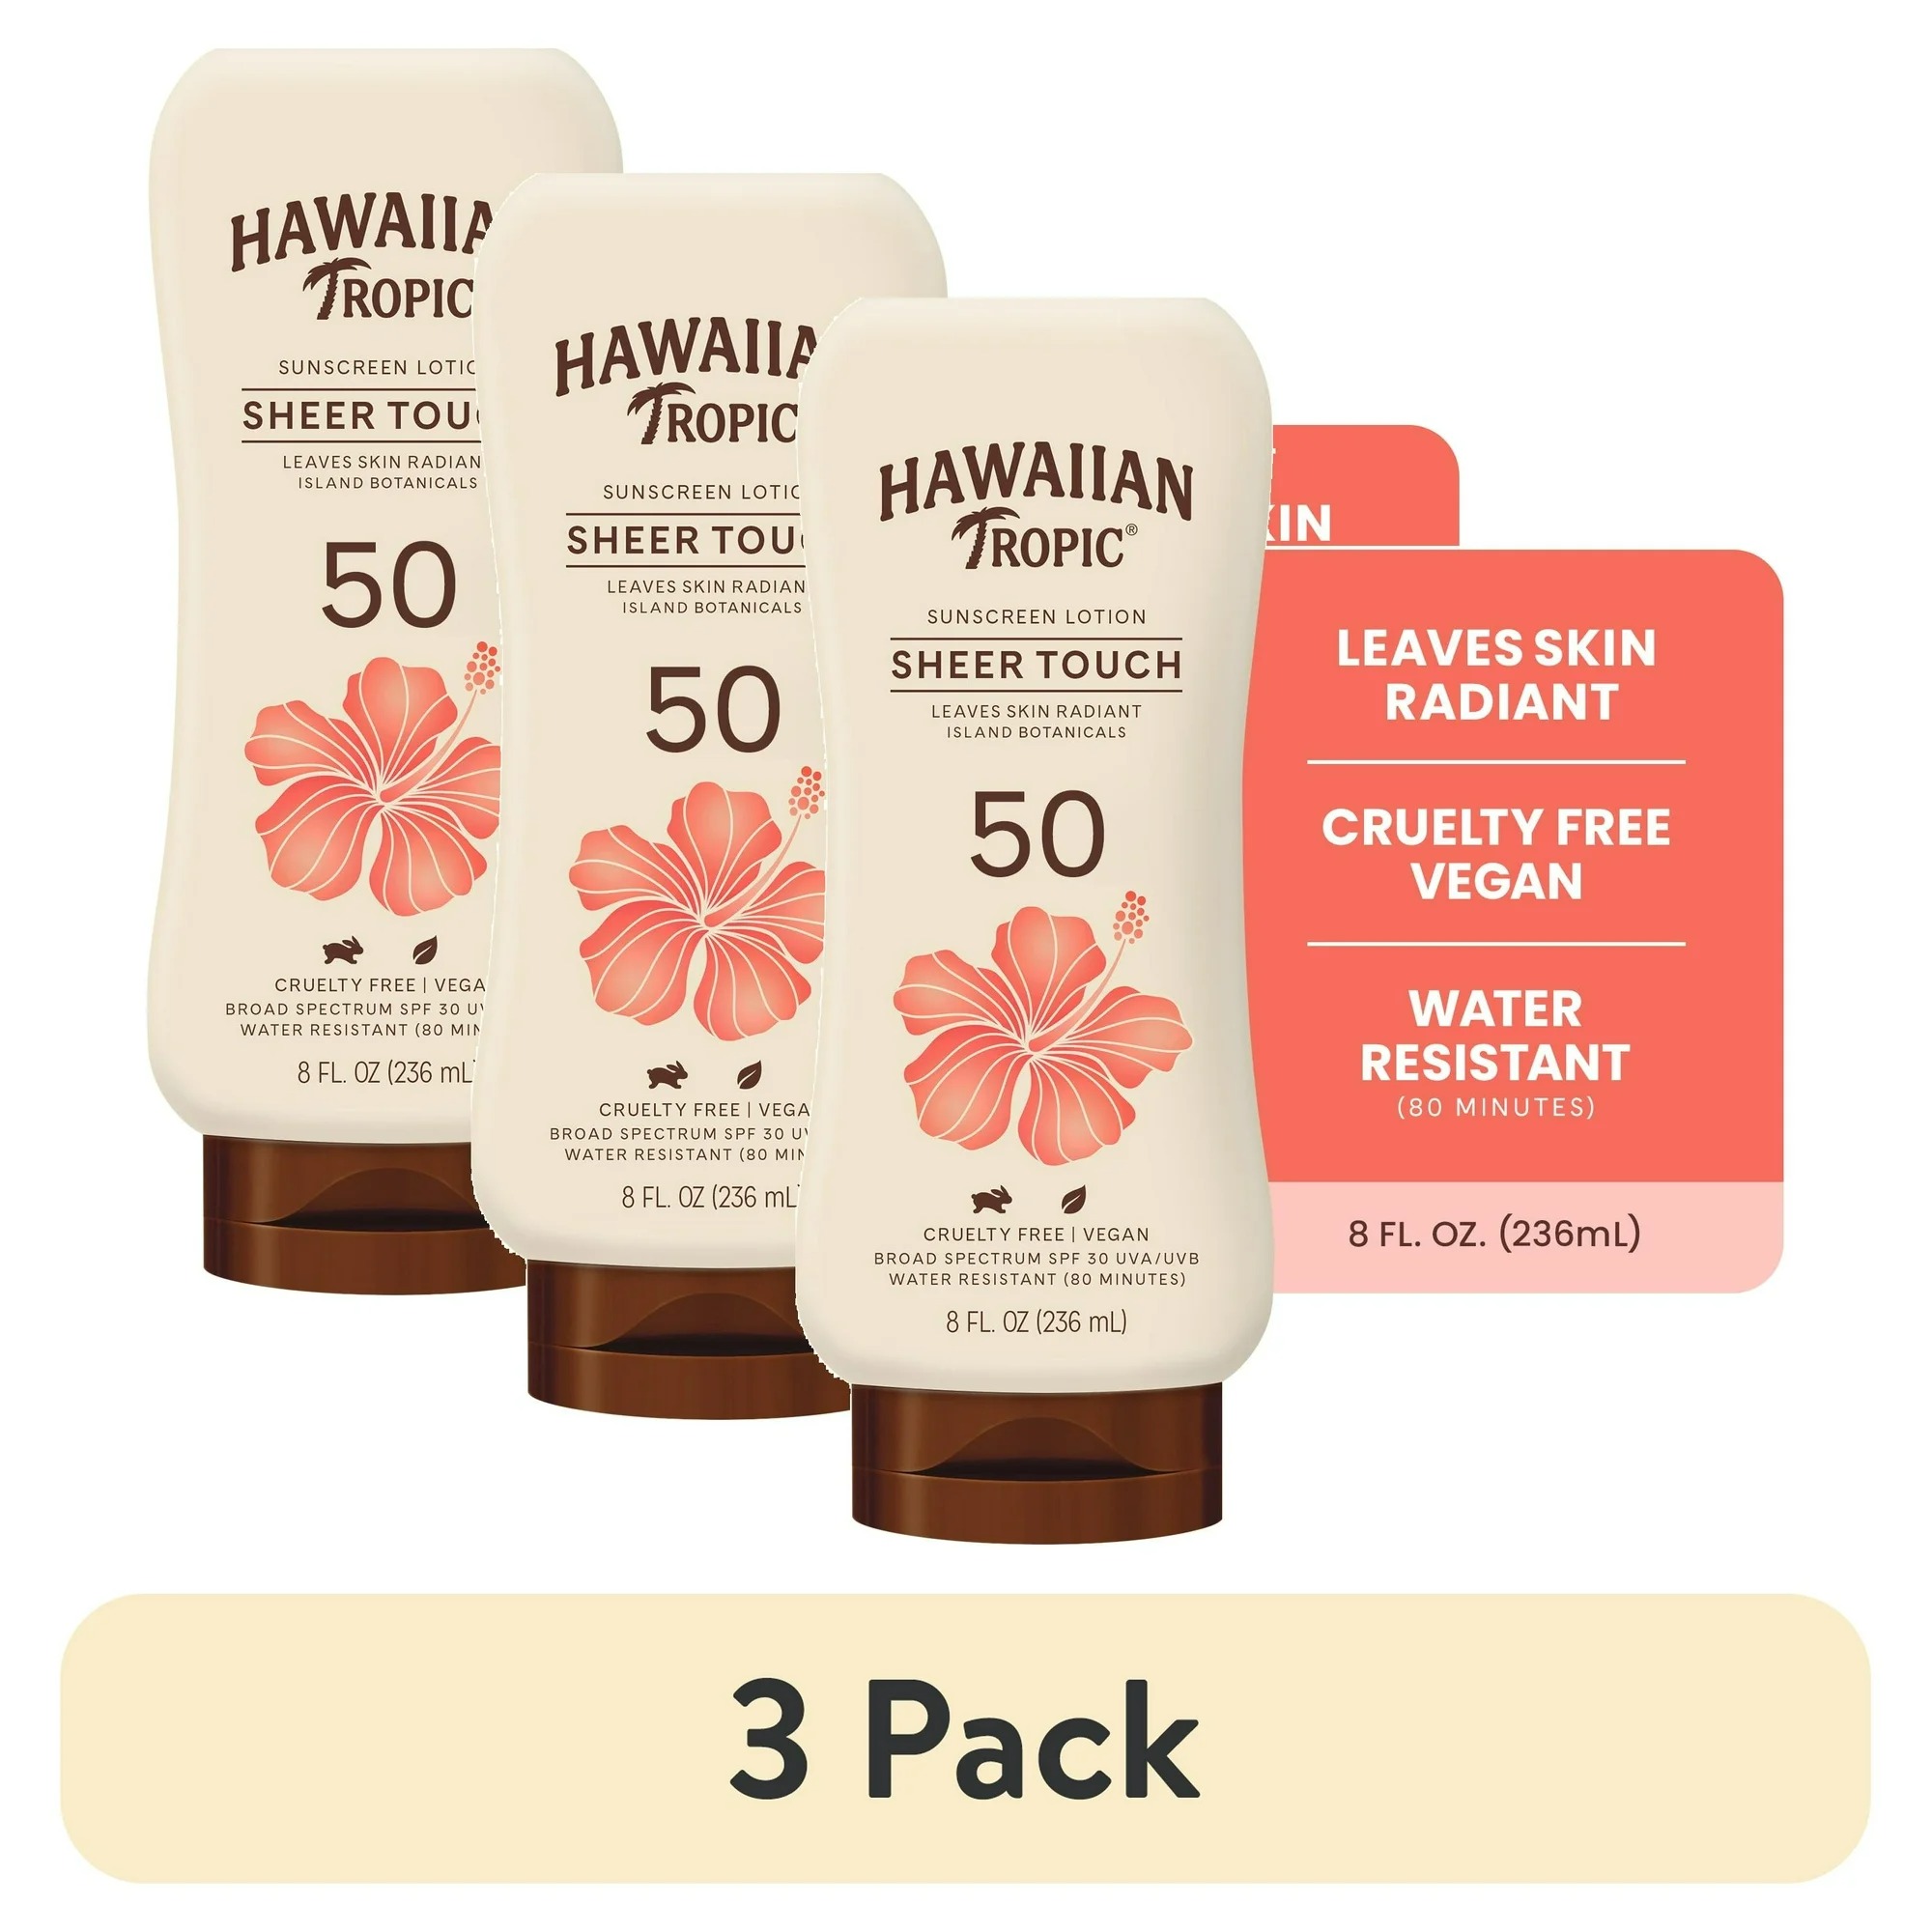 HAWAIIA
TROPIC
SUNSCREEN LOTIO
SHEER TOUC
LEAVES SKIN RADIAN
ISLAND BOTANICALS
50
CRUELTY FREE | VEGA
BROAD SPECTRUM SPF 30 UV
WATER RESISTANT (80 MIN
8 FL. OZ (236 mL
HAWAIIA
TROPIC
SUNSCREEN LOTIO
SHEER TOUC
LEAVES SKIN RADIAN
ISLAND BOTANICALS
50
CRUELTY FREE | VEGA
BROAD SPECTRUM SPF 30 UV
WATER RESISTANT (80 MIN
8 FL. OZ (236 mL)
HAWAIIAN
TROPIC®
SUNSCREEN LOTION
SHEER TOUCH
LEAVES SKIN RADIANT
ISLAND BOTANICALS
50
CRUELTY FREE | VEGAN
BROAD SPECTRUM SPF 30 UVA/UVB
WATER RESISTANT (80 MINUTES)
8 FL. OZ (236 mL)
KIN
LEAVES SKIN
RADIANT
CRUELTY FREE
VEGAN
WATER
RESISTANT
(80 MINUTES)
8 FL. OZ. (236mL)
3 Pack